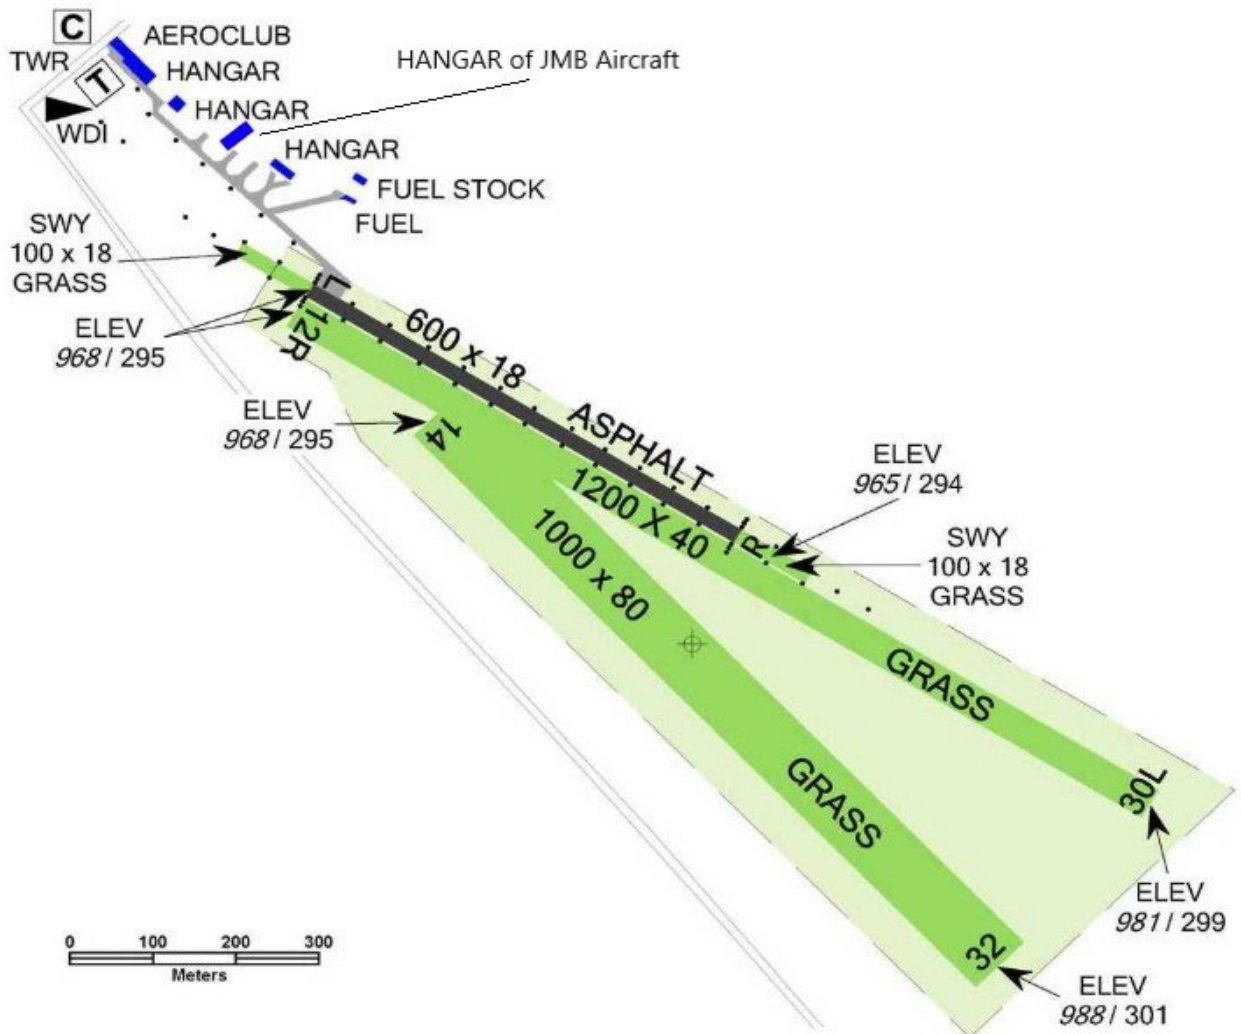 C
AEROCLUB
TWR
T
HANGAR
HANGAR of JMB Aircraft
HANGAR
WDI
HANGAR
FUEL STOCK
FUEL
SWY
100 x 18
GRASS
L
ELEV
968 / 295
12
R
600 x 18
ASPHALT
ELEV
968 / 295
14
1200 X 40
R
ELEV
965 / 294
SWY
100 x 18
GRASS
1000 x 80
GRASS
GRASS
30L
ELEV
981 / 299
32
ELEV
988 / 301
0 100 200 300
Meters